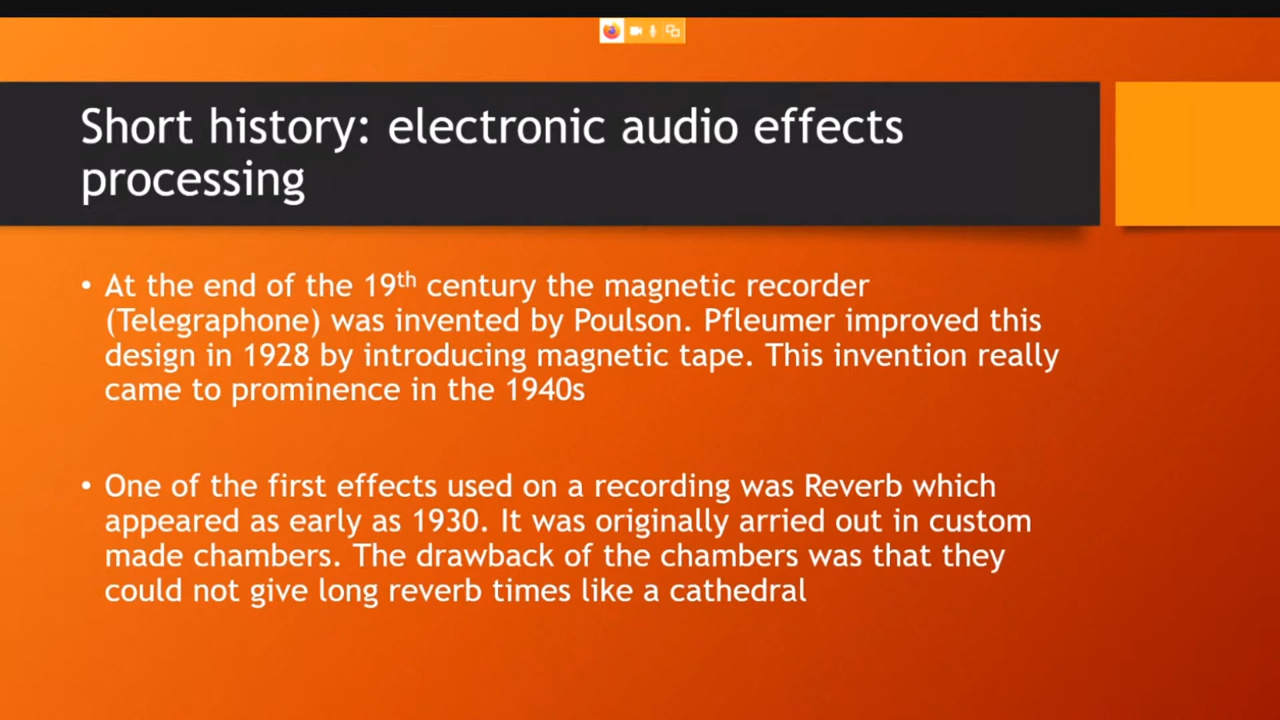 Short history: electronic audio effects
processing
• At the end of the 19th century the magnetic recorder
(Telegraphone) was invented by Poulson. Pfleumer improved this
design in 1928 by introducing magnetic tape. This invention really
came to prominence in the 1940s
• One of the first effects used on a recording was Reverb which
appeared as early as 1930. It was originally arried out in custom
made chambers. The drawback of the chambers was that they
could not give long reverb times like a cathedral